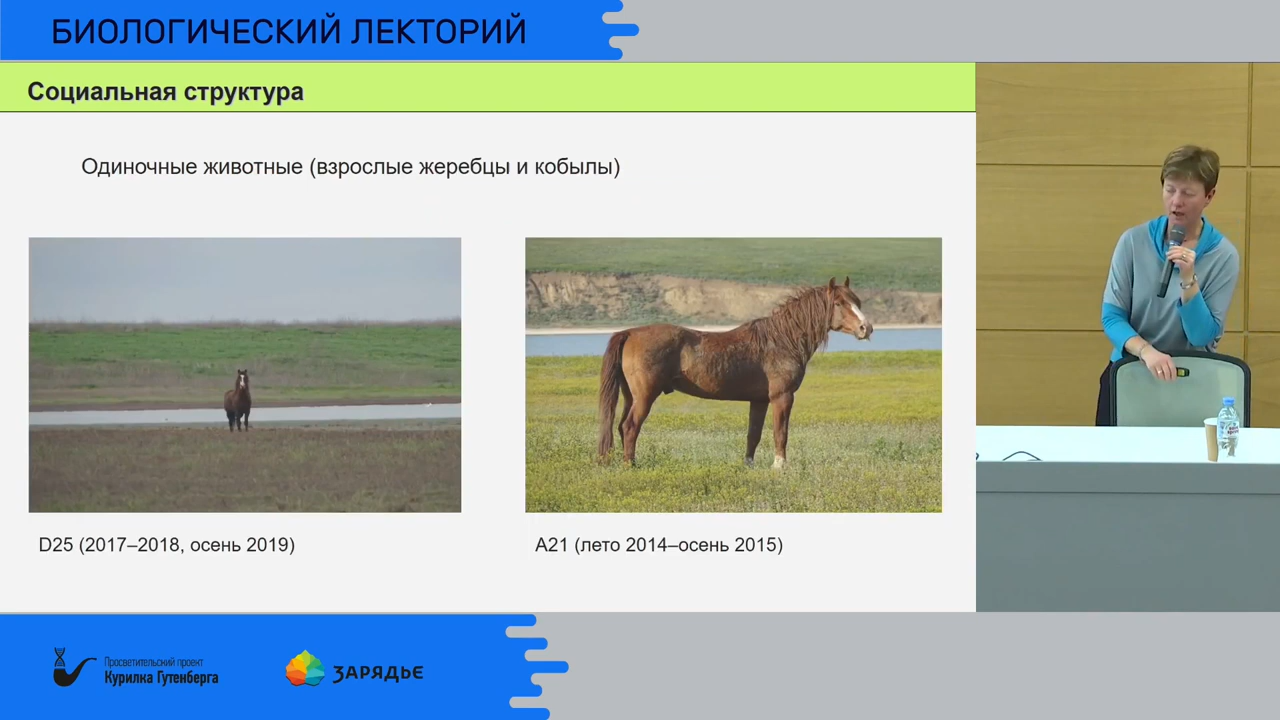 БИОЛОГИЧЕСКИЙ ЛЕКТОРИЙ
Социальная структура
Одиночные животные (взрослые жеребцы и кобылы)
D25 (2017–2018, осень 2019)
A21 (лето 2014–осень 2015)
Просветительский проект
Курилка Гутенберга
ЗАРЯДЬЕ